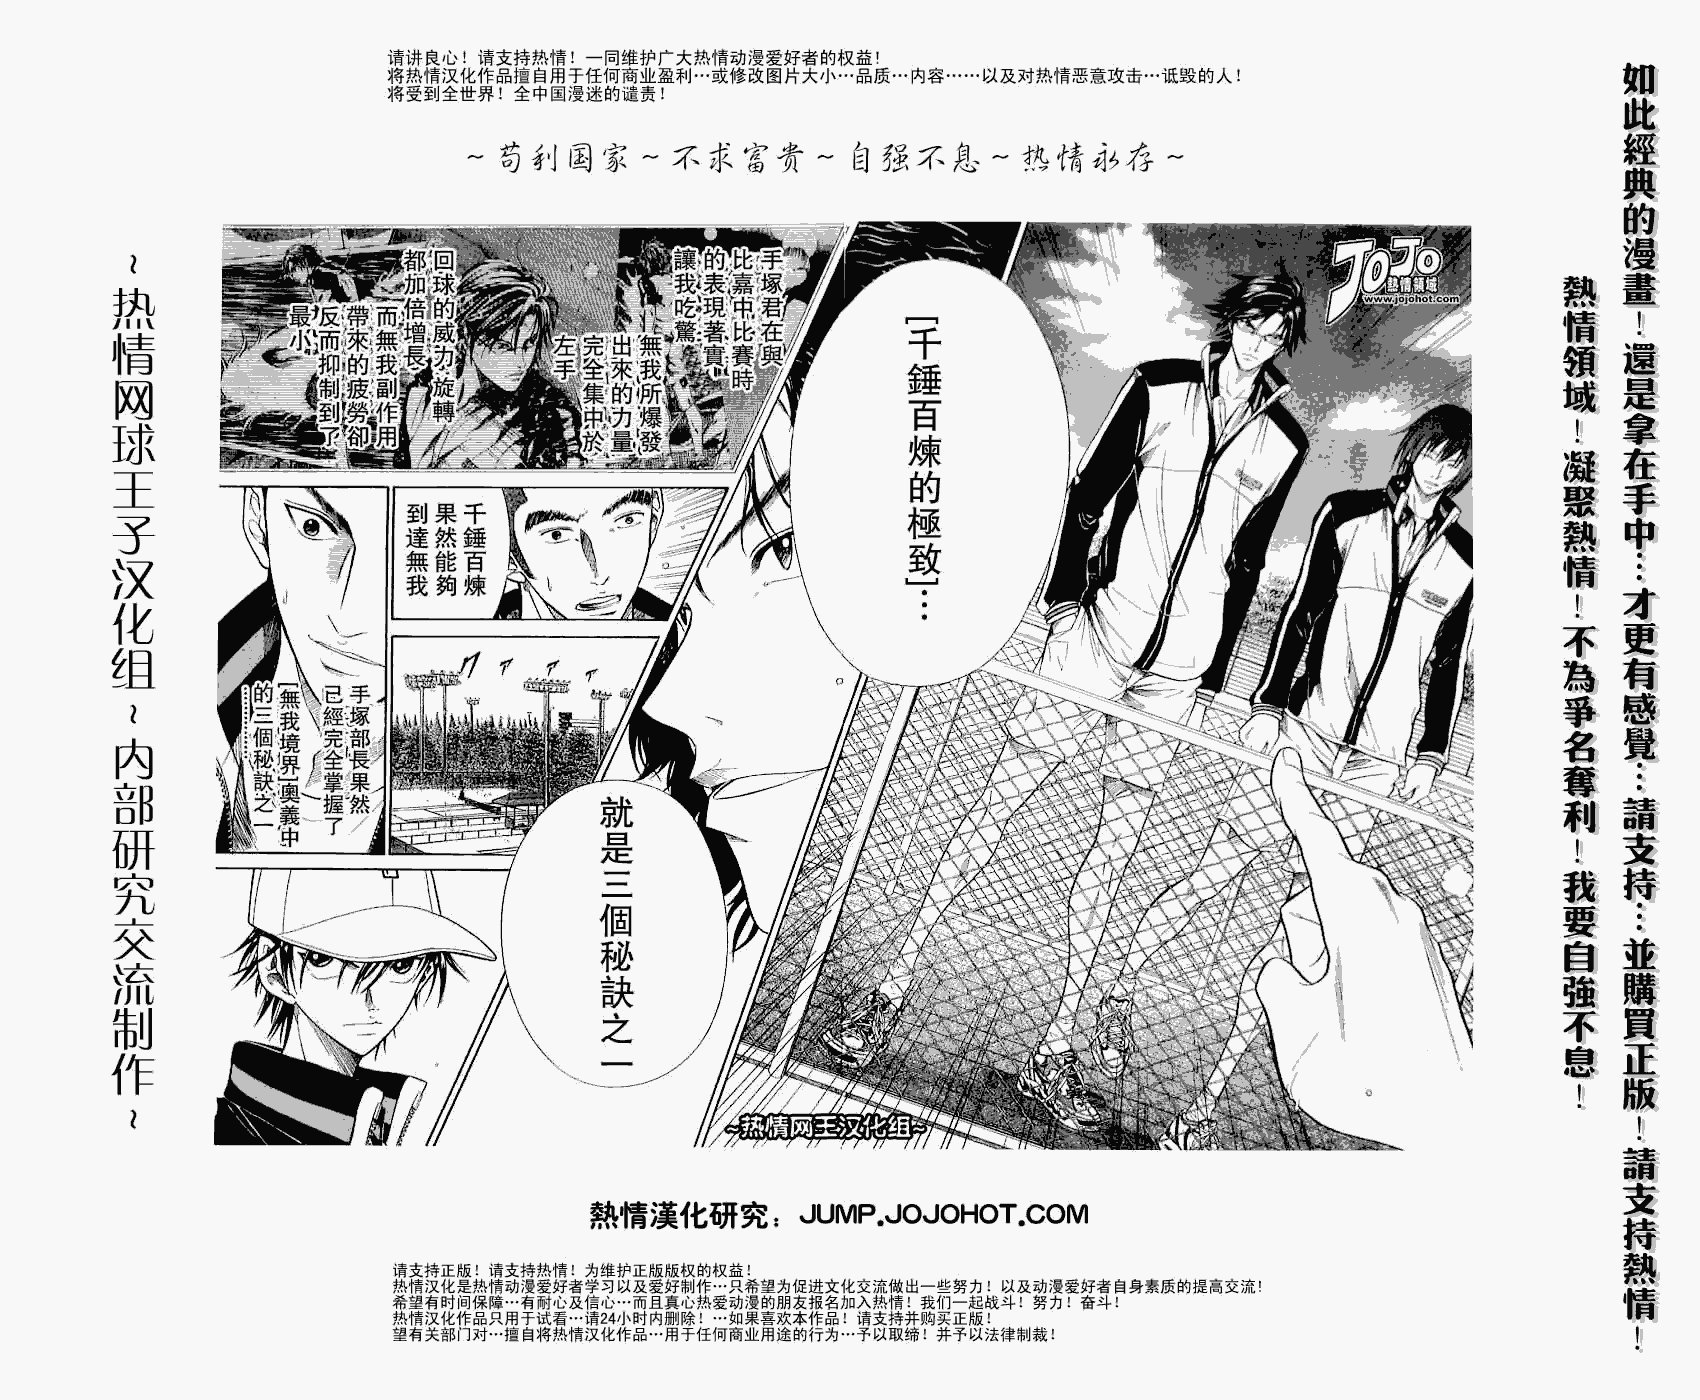 请讲良心！请支持热情！一同维护广大热情动漫爱好者的权益！
将热情汉化作品擅自用于任何商业盈利…或修改图片大小…品质…内容……以及对热情恶意攻击…诋毁的人！
将受到全世界！全中国漫迷的谴责！
～苟利国家～不求富贵～自强不息～热情永存～
如此經典的漫畫！還是拿在手中…才更有感覺…請支持…並購買正版！請支持熱情！
熱情領域！凝聚熱情！不為爭名奪利！我要自強不息！
JOJO
熱情領域
www.jojohot.com
[千錘百煉的極致]…
就是三個秘訣之一
手塚君在與
比嘉中比賽時
的表現著實
讓我吃驚
無我所爆發
出來的力量
完全集中於
左手
回球的威力·旋轉
都加倍增長
而無我副作用
帶來的疲勞卻
反而抑制到了
最小
千錘百煉
果然能夠
到達無我
手塚部長果然
已經完全掌握了
[無我境界]奧義中
的三個秘訣之一
……
~热情网王汉化组~
~热情网球王子汉化组~内部研究交流制作~
熱情漢化研究：JUMP.JOJOHOT.COM
请支持正版！请支持热情！为维护正版版权的权益！
热情汉化是热情动漫爱好者学习以及爱好制作…只希望为促进文化交流做出一些努力！以及动漫爱好者自身素质的提高交流！
希望有时间保障…有耐心及信心…而且真心热爱动漫的朋友报名加入热情！我们一起战斗！努力！奋斗！
热情汉化作品只用于试看…请24小时内删除！…如果喜欢本作品！请支持并购买正版！
望有关部门对…擅自将热情汉化作品…用于任何商业用途的行为…予以取缔！并予以法律制裁！